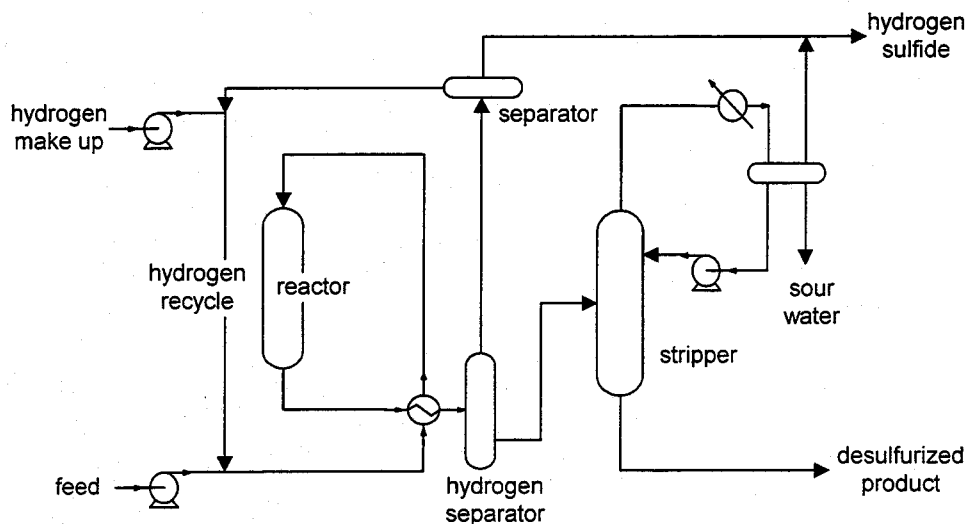 hydrogen
sulfide
hydrogen
make up
separator
hydrogen
recycle
reactor
sour
water
stripper
feed
hydrogen
separator
desulfurized
product